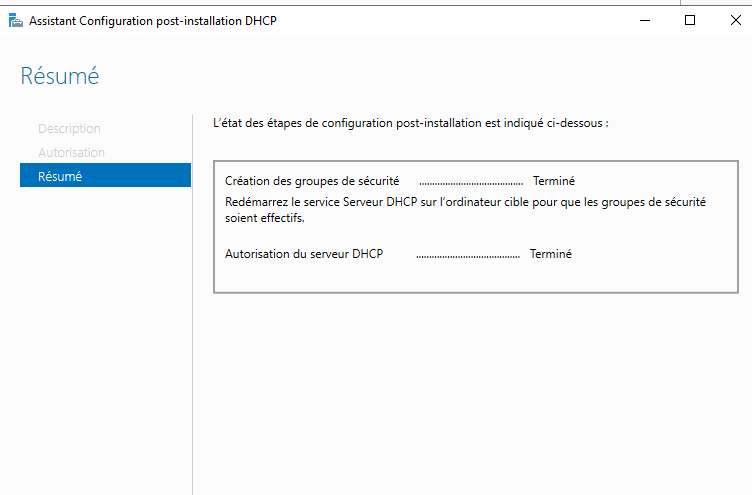 Assistant Configuration post-installation DHCP
Résumé
Description
Autorisation
Résumé
L'état des étapes de configuration post-installation est indiqué ci-dessous :
Création des groupes de sécurité ........................................ Terminé
Redémarrez le service Serveur DHCP sur l'ordinateur cible pour que les groupes de sécurité
soient effectifs.
Autorisation du serveur DHCP ........................................ Terminé